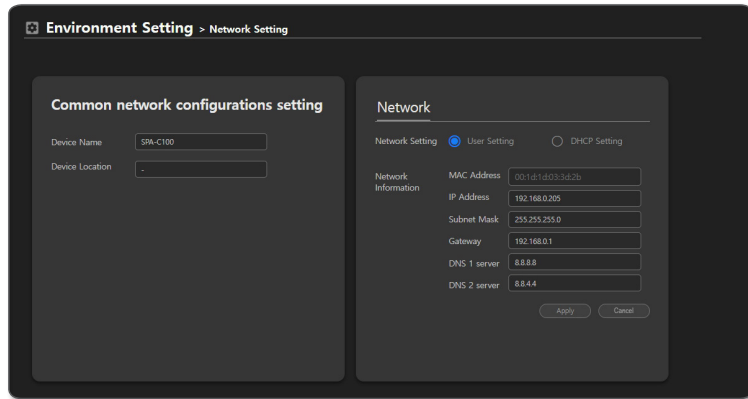 Environment Setting > Network Setting
Common network configurations setting
Device Name SPA-C100
Device Location -
Network
Network Setting User Setting DHCP Setting
Network Information
MAC Address 00:1d:1d:03:3d:2b
IP Address 192.168.0.205
Subnet Mask 255.255.255.0
Gateway 192.168.0.1
DNS 1 server 8.8.8.8
DNS 2 server 8.8.4.4
Apply Cancel